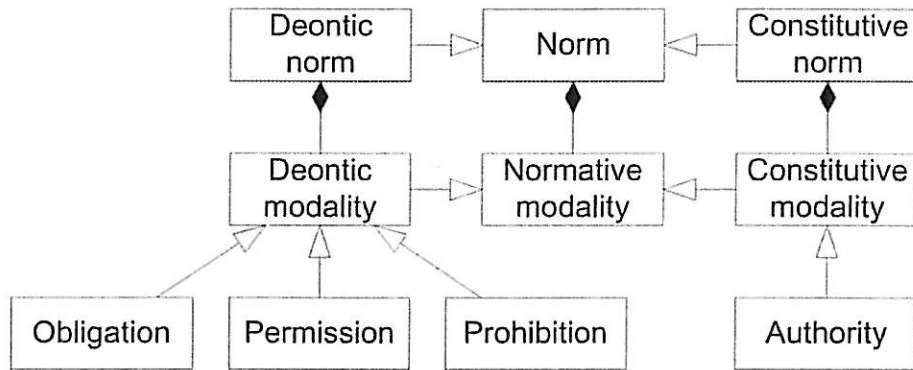 Deontic
norm
Norm
Constitutive
norm
Deontic
modality
Normative
modality
Constitutive
modality
Obligation
Permission
Prohibition
Authority